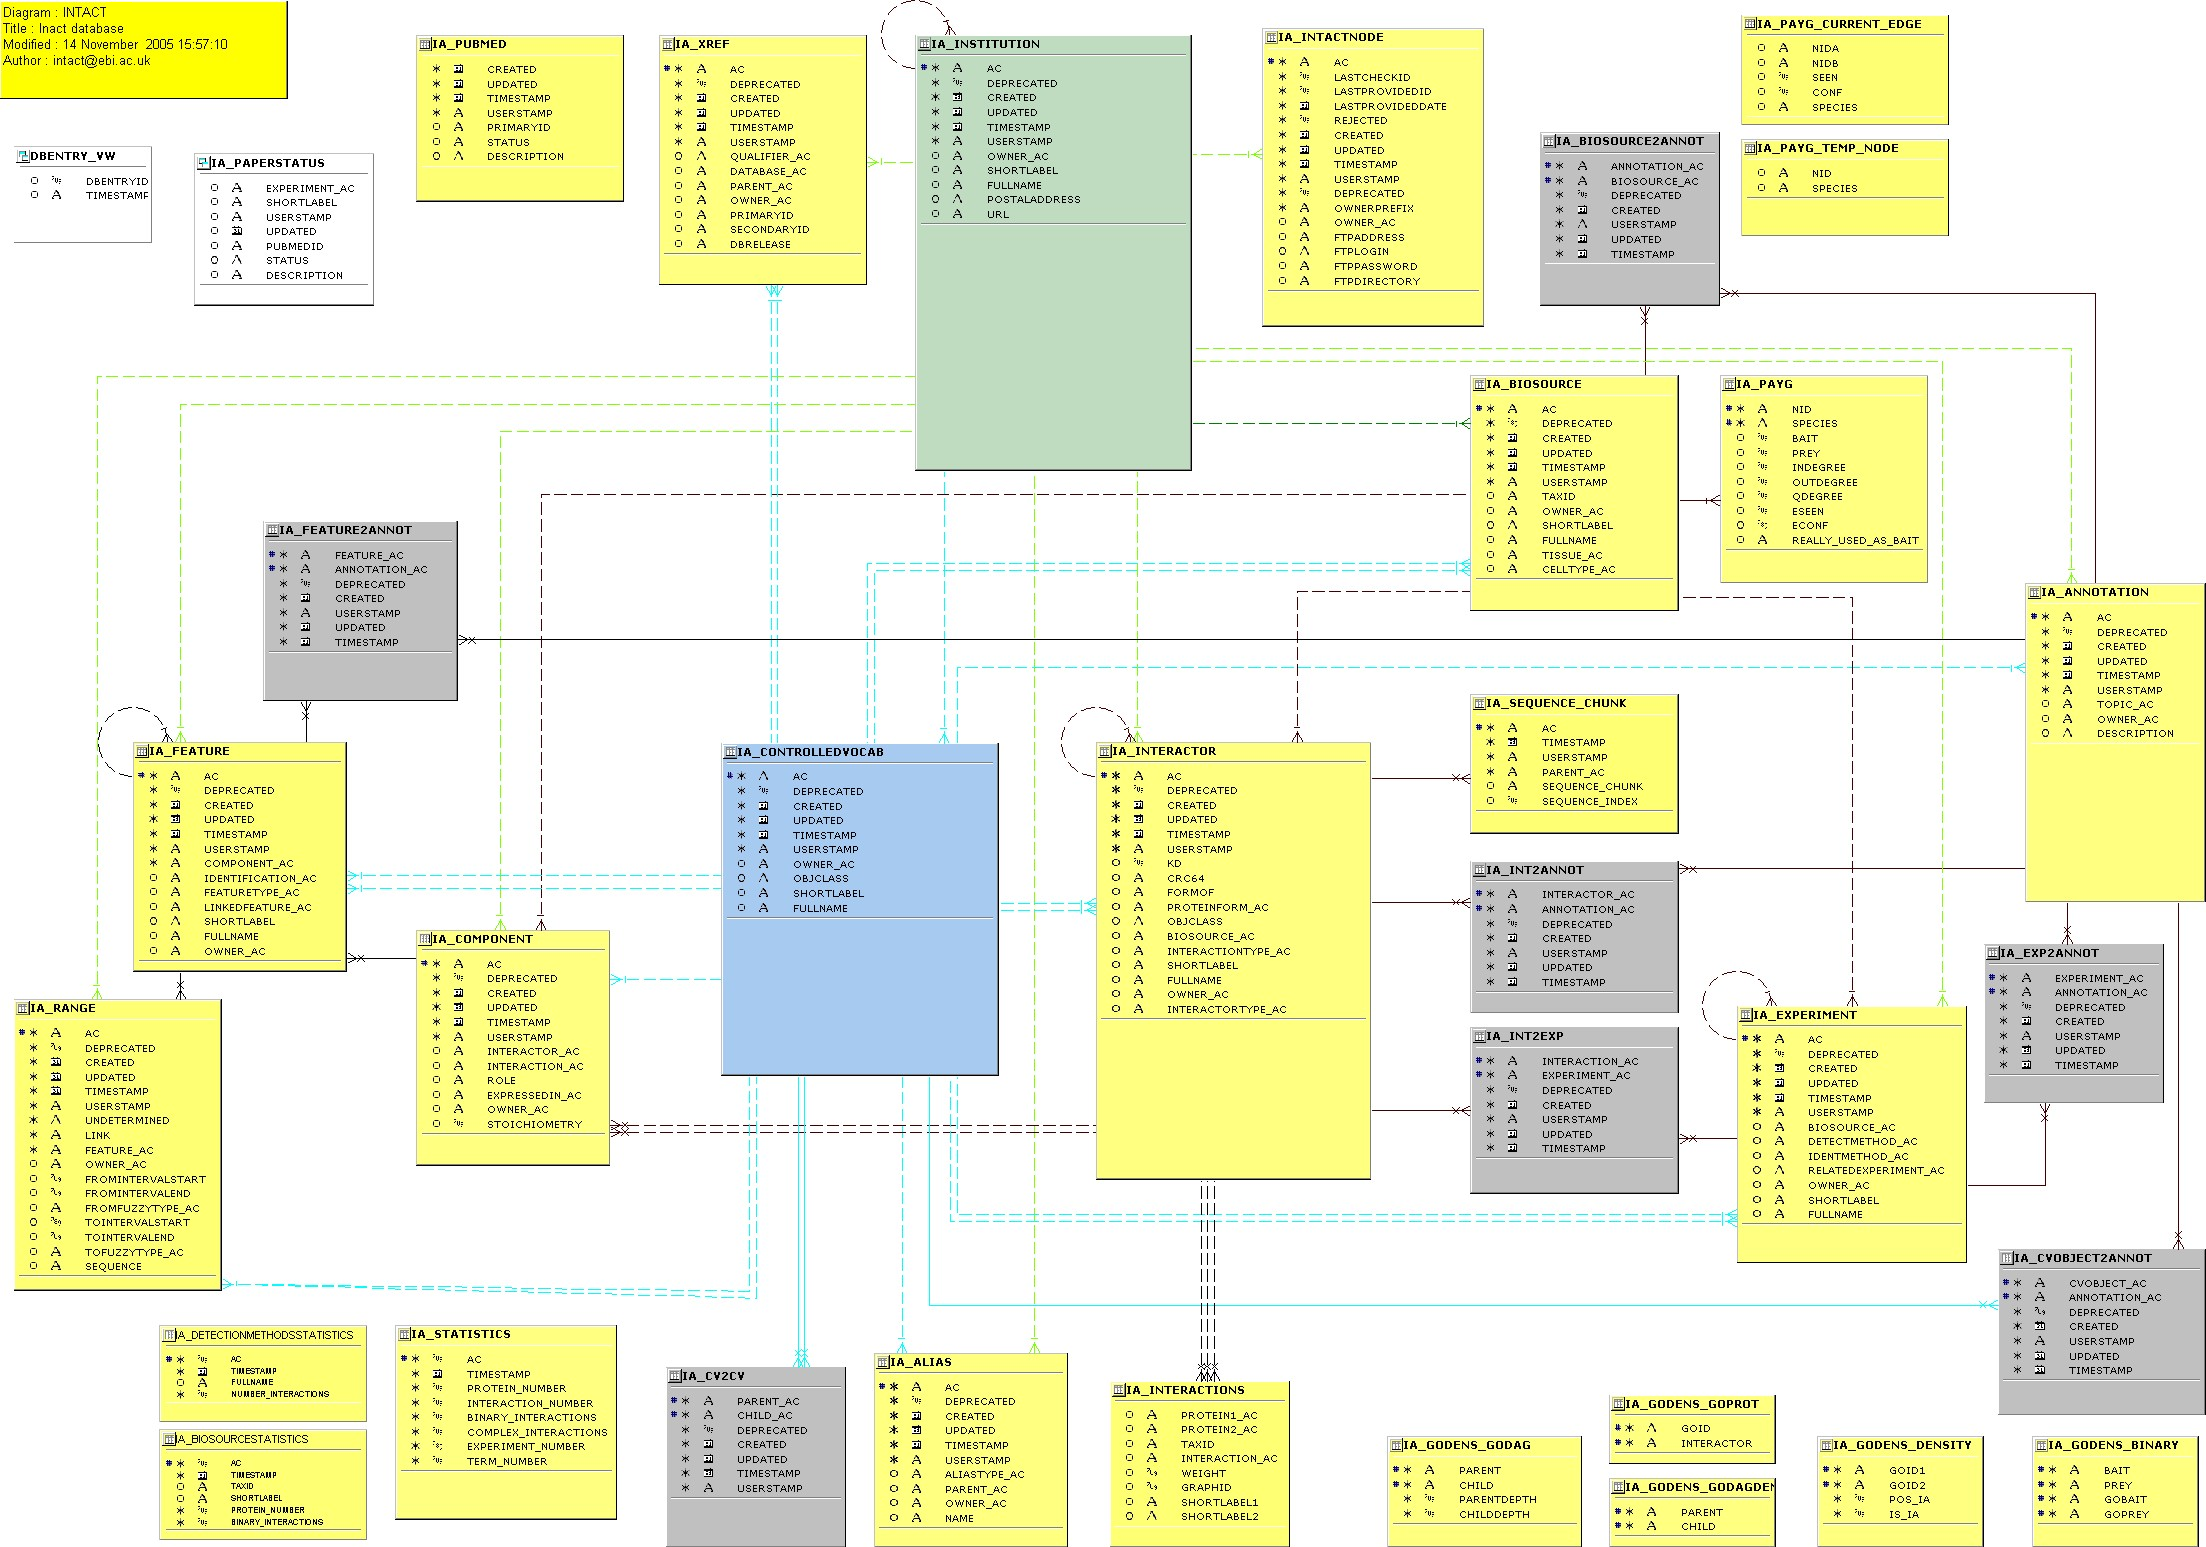 Diagram : INTACT
Title : Inact database
Modified : 14 November  2005 15:57:10
Author : intact@ebi.ac.uk
DBENTRY_VW
DBENTRYID
TIMESTAMP
IA_PAPERSTATUS
EXPERIMENT_AC
SHORTLABEL
USERSTAMP
UPDATED
PUBMEDID
STATUS
DESCRIPTION
IA_PUBMED
CREATED
UPDATED
TIMESTAMP
USERSTAMP
PRIMARYID
STATUS
DESCRIPTION
IA_XREF
AC
DEPRECATED
CREATED
UPDATED
TIMESTAMP
USERSTAMP
QUALIFIER_AC
DATABASE_AC
PARENT_AC
OWNER_AC
PRIMARYID
SECONDARYID
DBRELEASE
IA_INSTITUTION
AC
DEPRECATED
CREATED
UPDATED
TIMESTAMP
USERSTAMP
OWNER_AC
SHORTLABEL
FULLNAME
POSTALADDRESS
URL
IA_INTACTNODE
AC
LASTCHECKID
LASTPROVIDEDID
LASTPROVIDEDDATE
REJECTED
CREATED
UPDATED
TIMESTAMP
USERSTAMP
DEPRECATED
OWNERPREFIX
OWNER_AC
FTPADDRESS
FTPLOGIN
FTPPASSWORD
FTPDIRECTORY
IA_PAYG_CURRENT_EDGE
NIDA
NIDB
SEEN
CONF
SPECIES
IA_PAYG_TEMP_NODE
NID
SPECIES
IA_BIOSOURCE2ANNOT
ANNOTATION_AC
BIOSOURCE_AC
DEPRECATED
CREATED
USERSTAMP
UPDATED
TIMESTAMP
IA_BIOSOURCE
AC
DEPRECATED
CREATED
UPDATED
TIMESTAMP
USERSTAMP
TAXID
OWNER_AC
SHORTLABEL
FULLNAME
TISSUE_AC
CELLTYPE_AC
IA_PAYG
NID
SPECIES
BAIT
PREY
INDEGREE
OUTDEGREE
QDEGREE
ESEEN
ECONF
REALLY_USED_AS_BAIT
IA_FEATURE2ANNOT
FEATURE_AC
ANNOTATION_AC
DEPRECATED
CREATED
USERSTAMP
UPDATED
TIMESTAMP
IA_ANNOTATION
AC
DEPRECATED
CREATED
UPDATED
TIMESTAMP
USERSTAMP
TOPIC_AC
OWNER_AC
DESCRIPTION
IA_FEATURE
AC
DEPRECATED
CREATED
UPDATED
TIMESTAMP
USERSTAMP
COMPONENT_AC
IDENTIFICATION_AC
FEATURETYPE_AC
LINKEDFEATURE_AC
SHORTLABEL
FULLNAME
OWNER_AC
IA_CONTROLLEDVOCAB
AC
DEPRECATED
CREATED
UPDATED
TIMESTAMP
USERSTAMP
OWNER_AC
OBJCLASS
SHORTLABEL
FULLNAME
IA_INTERACTOR
AC
DEPRECATED
CREATED
UPDATED
TIMESTAMP
USERSTAMP
KD
CRC64
FORMOF
PROTEINFORM_AC
OBJCLASS
BIOSOURCE_AC
INTERACTIONTYPE_AC
SHORTLABEL
FULLNAME
OWNER_AC
INTERACTORTYPE_AC
IA_SEQUENCE_CHUNK
AC
TIMESTAMP
USERSTAMP
PARENT_AC
SEQUENCE_CHUNK
SEQUENCE_INDEX
IA_INT2ANNOT
INTERACTOR_AC
ANNOTATION_AC
DEPRECATED
CREATED
USERSTAMP
UPDATED
TIMESTAMP
IA_COMPONENT
AC
DEPRECATED
CREATED
UPDATED
TIMESTAMP
USERSTAMP
INTERACTOR_AC
INTERACTION_AC
ROLE
EXPRESSEDIN_AC
OWNER_AC
STOICHIOMETRY
IA_EXP2ANNOT
EXPERIMENT_AC
ANNOTATION_AC
DEPRECATED
CREATED
USERSTAMP
UPDATED
TIMESTAMP
IA_RANGE
AC
DEPRECATED
CREATED
UPDATED
TIMESTAMP
USERSTAMP
UNDETERMINED
LINK
FEATURE_AC
OWNER_AC
FROMINTERVALSTART
FROMINTERVALEND
FROMFUZZYTYPE_AC
TOINTERVALSTART
TOINTERVALEND
TOFUZZYTYPE_AC
SEQUENCE
IA_INT2EXP
INTERACTION_AC
EXPERIMENT_AC
DEPRECATED
CREATED
USERSTAMP
UPDATED
TIMESTAMP
IA_EXPERIMENT
AC
DEPRECATED
CREATED
UPDATED
TIMESTAMP
USERSTAMP
BIOSOURCE_AC
DETECTMETHOD_AC
IDENTMETHOD_AC
RELATEDEXPERIMENT_AC
OWNER_AC
SHORTLABEL
FULLNAME
IA_CVOBJECT2ANNOT
CVOBJECT_AC
ANNOTATION_AC
DEPRECATED
CREATED
USERSTAMP
UPDATED
TIMESTAMP
IA_DETECTIONMETHODSSTATISTICS
AC
TIMESTAMP
FULLNAME
NUMBER_INTERACTIONS
IA_BIOSOURCESTATISTICS
AC
TIMESTAMP
TAXID
SHORTLABEL
PROTEIN_NUMBER
BINARY_INTERACTIONS
IA_STATISTICS
AC
TIMESTAMP
PROTEIN_NUMBER
INTERACTION_NUMBER
BINARY_INTERACTIONS
COMPLEX_INTERACTIONS
EXPERIMENT_NUMBER
TERM_NUMBER
IA_CV2CV
PARENT_AC
CHILD_AC
DEPRECATED
CREATED
UPDATED
TIMESTAMP
USERSTAMP
IA_ALIAS
AC
DEPRECATED
CREATED
UPDATED
TIMESTAMP
USERSTAMP
ALIASTYPE_AC
PARENT_AC
OWNER_AC
NAME
IA_INTERACTIONS
PROTEIN1_AC
PROTEIN2_AC
TAXID
INTERACTION_AC
WEIGHT
GRAPHID
SHORTLABEL1
SHORTLABEL2
IA_GODENS_GODAG
PARENT
CHILD
PARENTDEPTH
CHILDDEPTH
IA_GODENS_GOPROT
GOID
INTERACTOR
IA_GODENS_GODAGDEN
PARENT
CHILD
IA_GODENS_DENSITY
GOID1
GOID2
POS_IA
IS_IA
IA_GODENS_BINARY
BAIT
PREY
GOBAIT
GOPREY